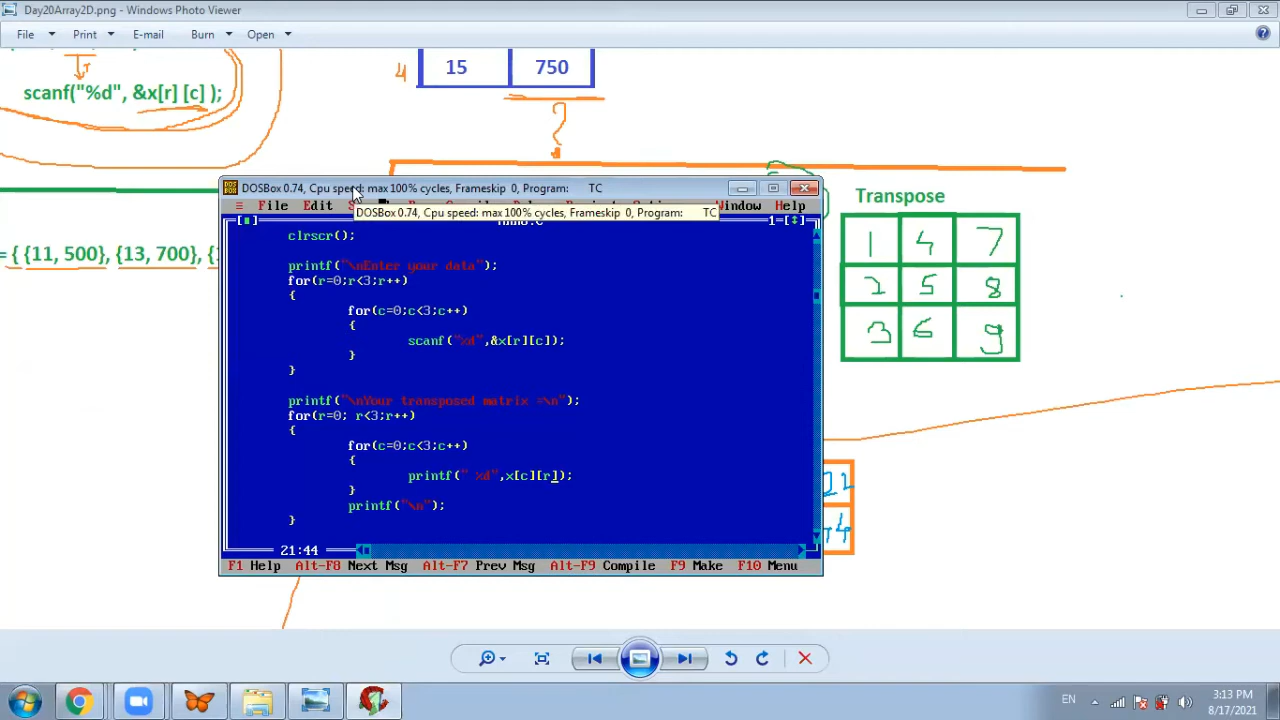 Day20Array2D.png - Windows Photo Viewer
File Print E-mail Burn Open
scanf("%d", &x[r] [c] );
4 15 750
?
= { {11, 500}, {13, 700}, {1
Transpose
1 4 7
2 5 8
3 6 9
22
44
DOSBox 0.74, Cpu speed: max 100% cycles, Frameskip 0, Program: TC
File Edit Window Help
DOSBox 0.74, Cpu speed: max 100% cycles, Frameskip 0, Program: TC
1=[↕]
clrscr();
printf("\nEnter your data");
for(r=0;r<3;r++)
{
for(c=0;c<3;c++)
{
scanf("%d",&x[r][c]);
}
}
printf("\nYour transposed matrix =\n");
for(r=0; r<3;r++)
{
for(c=0;c<3;c++)
{
printf(" %d",x[c][r]);
}
printf("\n");
}
21:44
F1 Help Alt-F8 Next Msg Alt-F7 Prev Msg Alt-F9 Compile F9 Make F10 Menu
EN
3:13 PM
8/17/2021